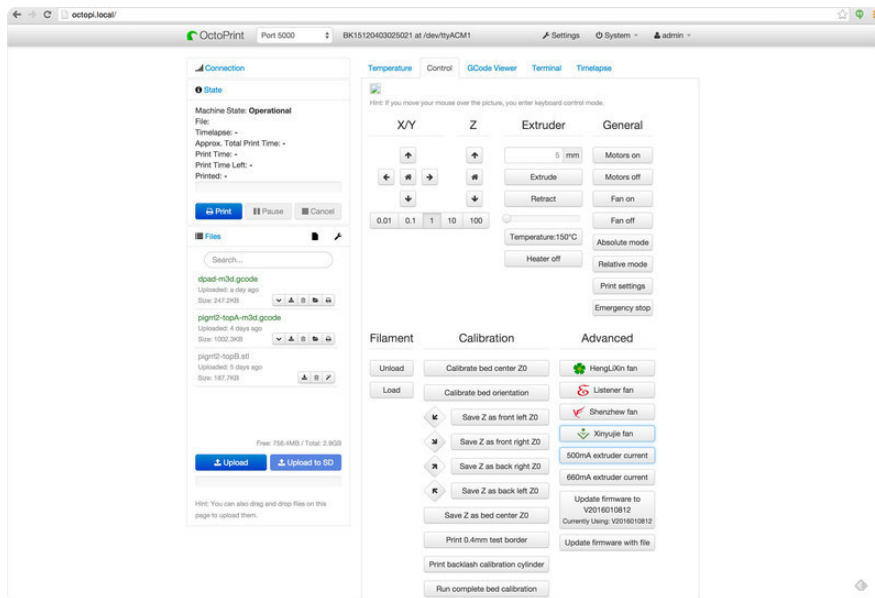 octopi.local/
OctoPrint
Port 5000
BK15120403025021 at /dev/ttyACM1
Settings
System
admin
Connection
State
Machine State: Operational
File:
Timelapse: -
Approx. Total Print Time: -
Print Time: -
Print Time Left: -
Printed: -
Print
Pause
Cancel
Files
Search...
dpad-m3d.gcode
Uploaded: a day ago
Size: 247.2KB
pigrrl2-topA-m3d.gcode
Uploaded: 4 days ago
Size: 1002.3KB
pigrrl2-topB.stl
Uploaded: 5 days ago
Size: 187.7KB
Free: 756.4MB / Total: 2.9GB
Upload
Upload to SD
Hint: You can also drag and drop files on this
page to upload them.
Temperature
Control
GCode Viewer
Terminal
Timelapse
Hint: If you move your mouse over the picture, you enter keyboard control mode.
X/Y
Z
Extruder
General
0.01 0.1 1 10 100
5 mm
Extrude
Retract
Temperature:150°C
Heater off
Motors on
Motors off
Fan on
Fan off
Absolute mode
Relative mode
Print settings
Emergency stop
Filament
Unload
Load
Calibration
Calibrate bed center Z0
Calibrate bed orientation
Save Z as front left Z0
Save Z as front right Z0
Save Z as back right Z0
Save Z as back left Z0
Save Z as bed center Z0
Print 0.4mm test border
Print backlash calibration cylinder
Run complete bed calibration
Advanced
HengLiXin fan
Listener fan
Shenzhew fan
Xinyujie fan
500mA extruder current
660mA extruder current
Update firmware to
V2016010812
Currently Using: V2016010812
Update firmware with file